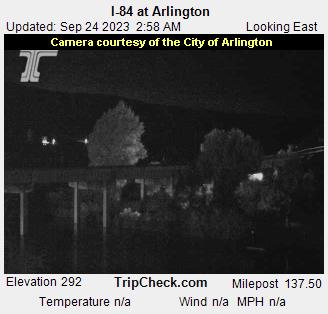 I-84 at Arlington
Updated: Sep 24 2023 2:58 AM Looking East
Camera courtesy of the City of Arlington
Elevation 292 TripCheck.com Milepost 137.50
Temperature n/a Wind n/a MPH n/a